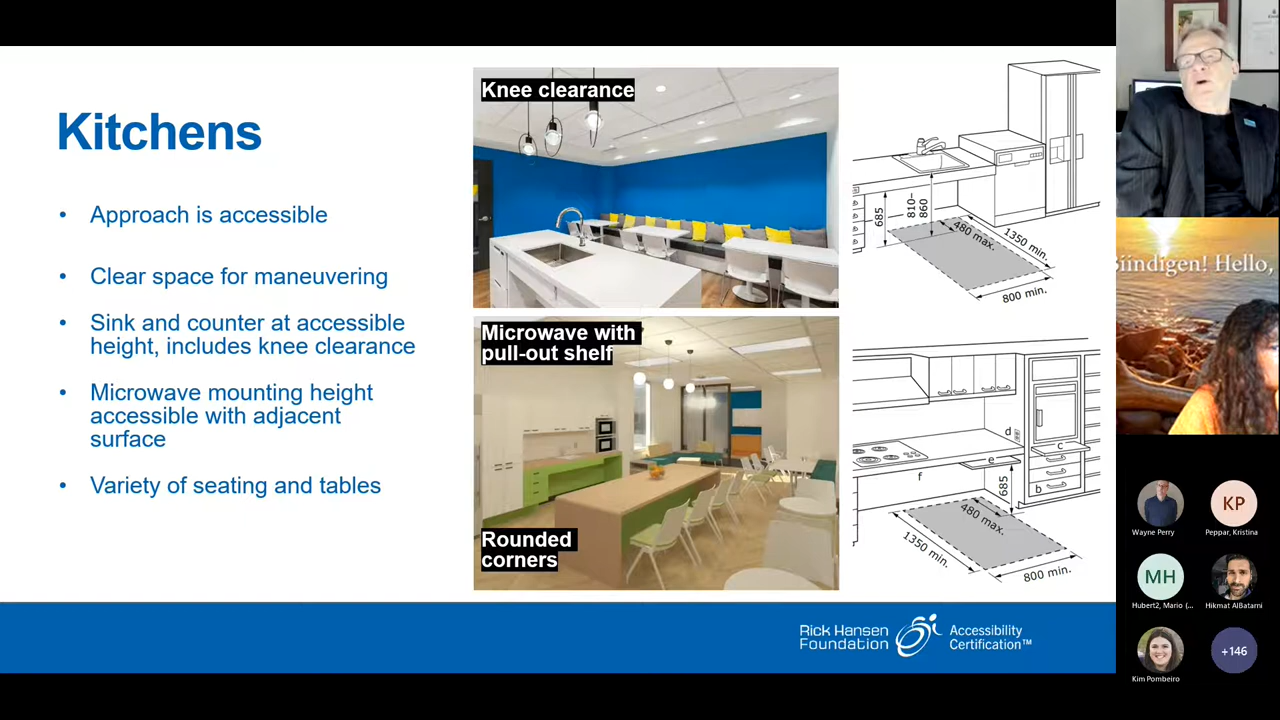 Kitchens
• Approach is accessible
• Clear space for maneuvering
• Sink and counter at accessible
height, includes knee clearance
• Microwave mounting height
accessible with adjacent
surface
• Variety of seating and tables
Knee clearance
Microwave with
pull-out shelf
Rounded
corners
685
810–
860
480 max.
1350 min.
800 min.
d
c
e
f
b
685
480 max.
1350 min.
800 min.
Rick Hansen
Foundation
Accessibility
Certification™
Siindigen! Hello,
Wayne Perry
KP
Peppar, Kristina
MH
Hubert2, Mario (...
Hikmat AlBatarni
Kim Pombeiro
+146